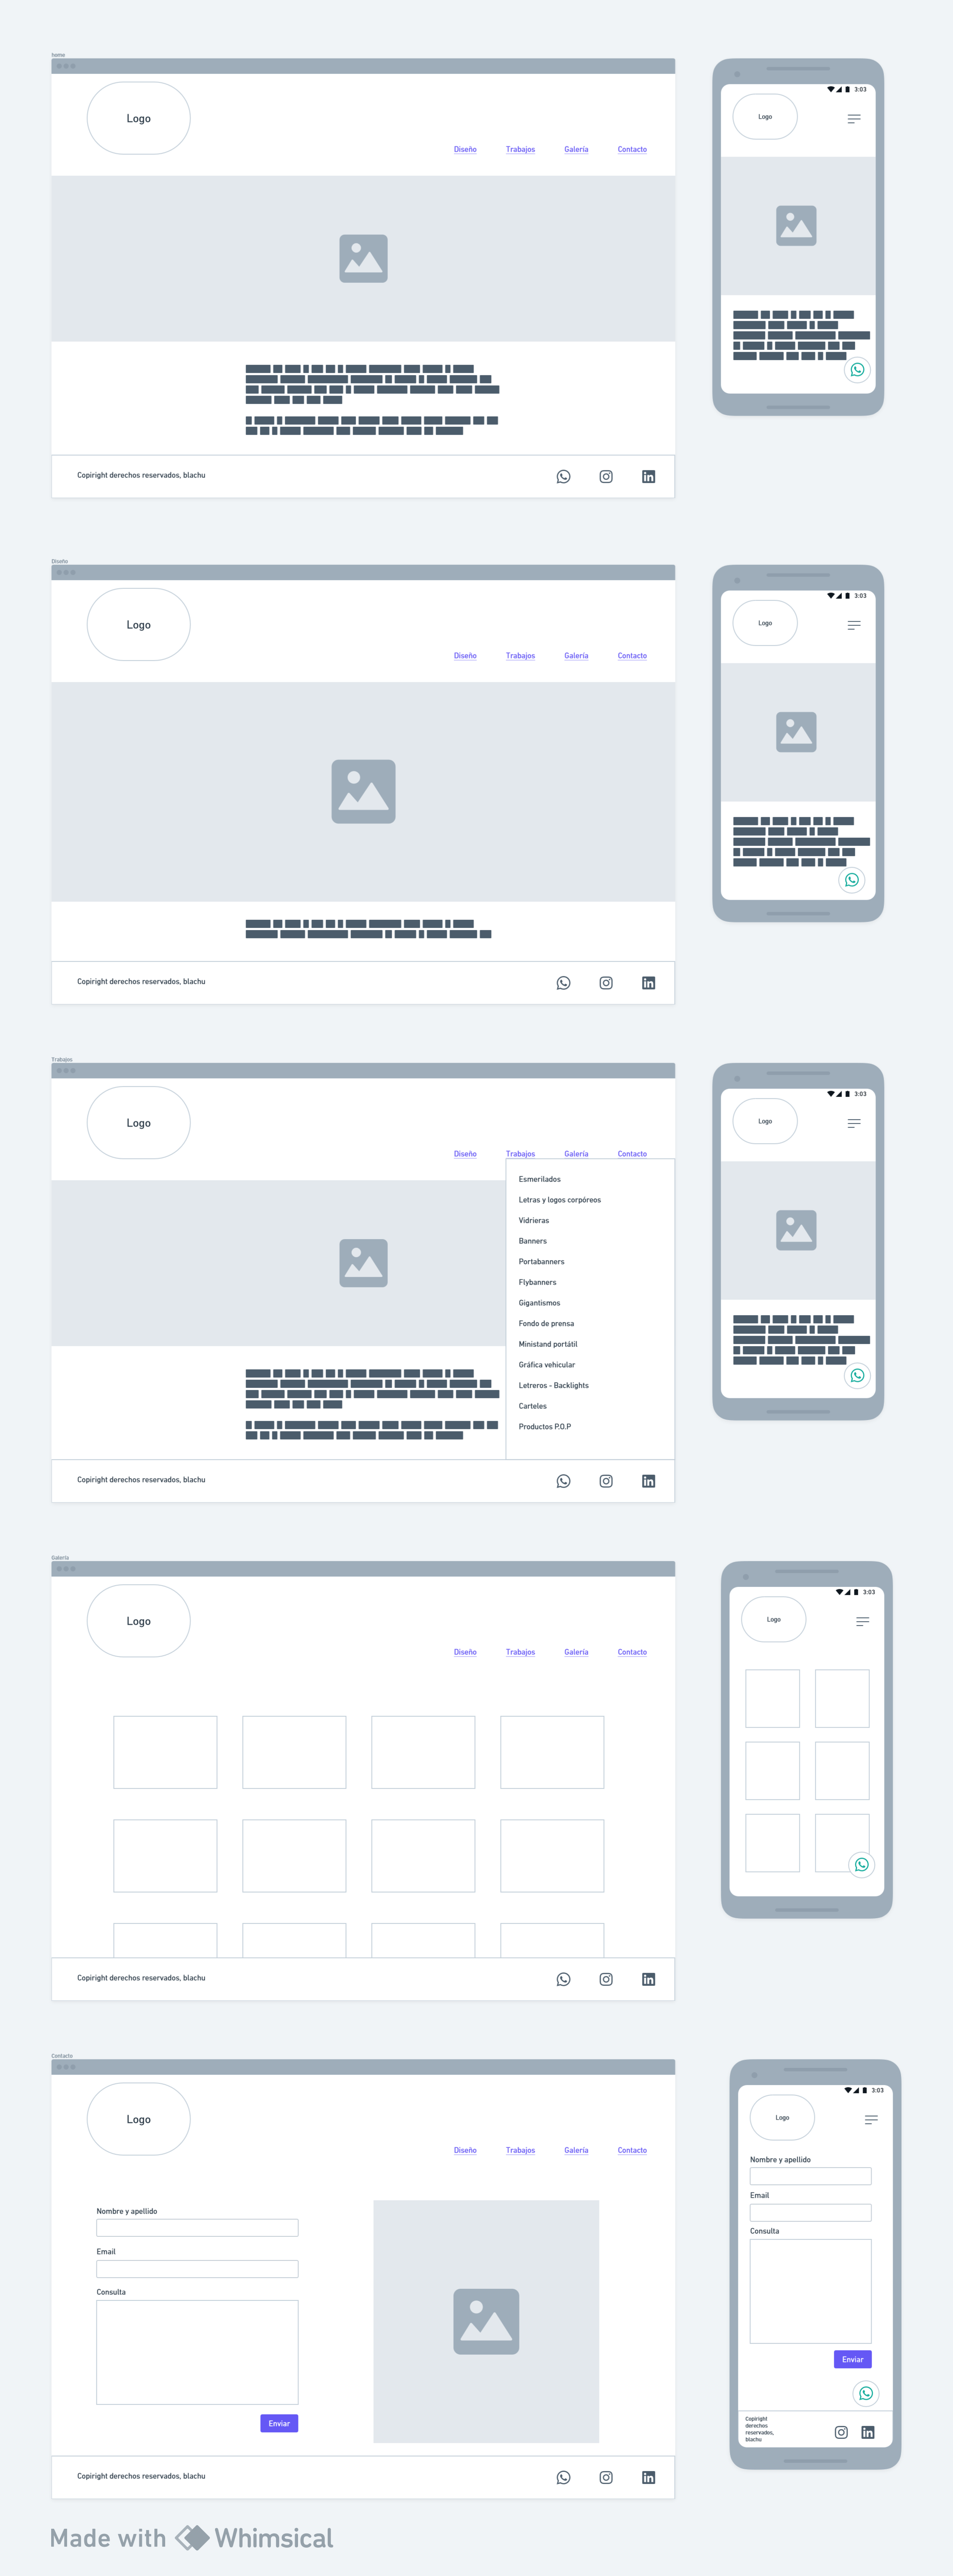 home
Logo
Diseño Trabajos Galería Contacto
Copiright derechos reservados, blachu
3:03
Logo
Diseño
Logo
Diseño Trabajos Galería Contacto
Copiright derechos reservados, blachu
3:03
Logo
Trabajos
Logo
Diseño Trabajos Galería Contacto
Esmerilados
Letras y logos corpóreos
Vidrieras
Banners
Portabanners
Flybanners
Gigantismos
Fondo de prensa
Ministand portátil
Gráfica vehicular
Letreros - Backlights
Carteles
Productos P.O.P
Copiright derechos reservados, blachu
3:03
Logo
Galería
Logo
Diseño Trabajos Galería Contacto
Copiright derechos reservados, blachu
3:03
Logo
Contacto
Logo
Diseño Trabajos Galería Contacto
Nombre y apellido
Email
Consulta
Enviar
Copiright derechos reservados, blachu
3:03
Logo
Nombre y apellido
Email
Consulta
Enviar
Copiright
derechos
reservados,
blachu
Made with Whimsical